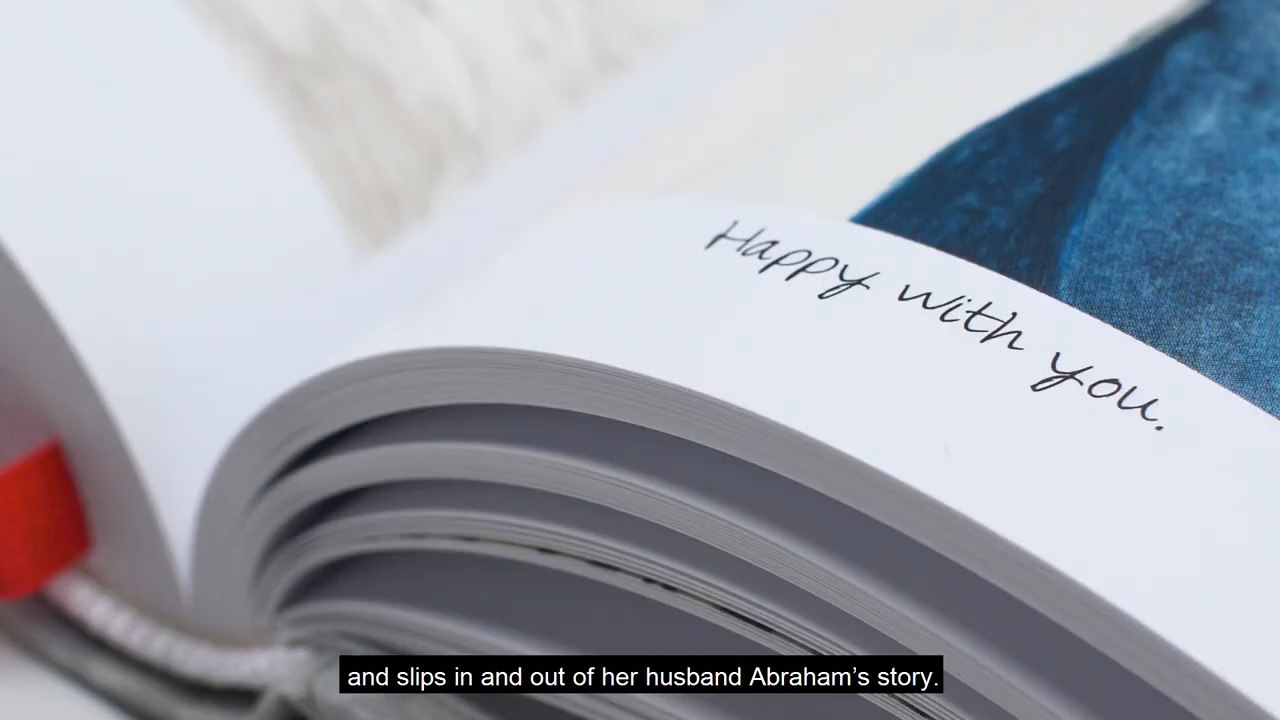 Happy with you.
and slips in and out of her husband Abraham’s story.